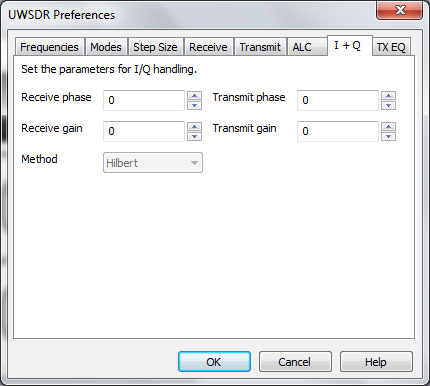 UWSDR Preferences
Frequencies Modes Step Size Receive Transmit ALC I + Q TX EQ
Set the parameters for I/Q handling.
Receive phase 0 Transmit phase 0
Receive gain 0 Transmit gain 0
Method Hilbert
OK Cancel Help